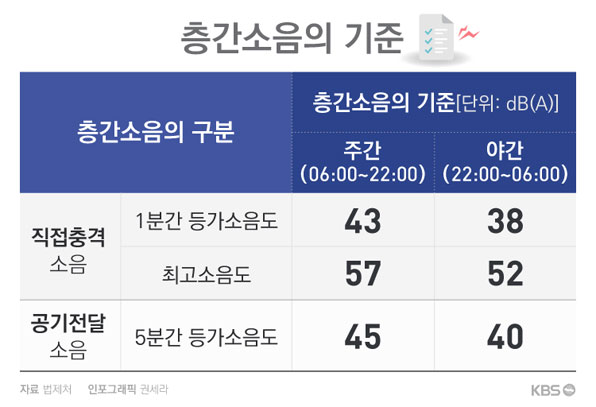 층간소음의 기준
층간소음의 구분
층간소음의 기준[단위: dB(A)]
주간
(06:00~22:00)
야간
(22:00~06:00)
직접충격
소음
1분간 등가소음도
43
38
최고소음도
57
52
공기전달
소음
5분간 등가소음도
45
40
자료 법제처 인포그래픽 권세라
KBS